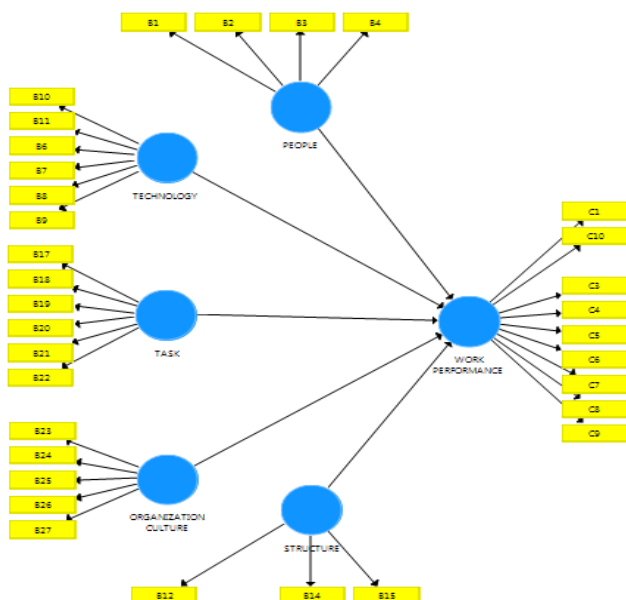 B1
B2
B3
B4
PEOPLE
B10
B11
B6
B7
B8
B9
TECHNOLOGY
B17
B18
B19
B20
B21
B22
TASK
C1
C10
C3
C4
C5
C6
C7
C8
C9
WORK
PERFORMANCE
B23
B24
B25
B26
B27
ORGANIZATION
CULTURE
STRUCTURE
B12
B14
B15